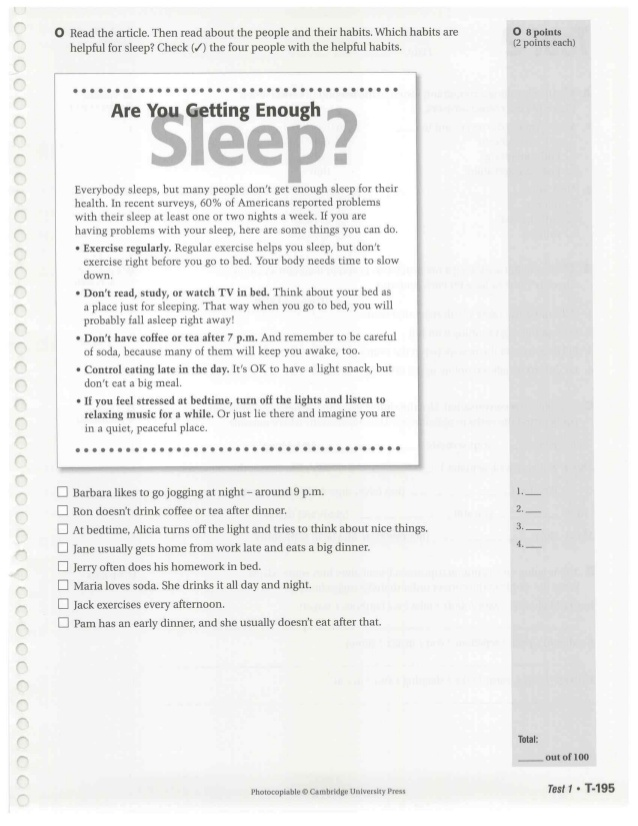 O Read the article. Then read about the people and their habits. Which habits are
helpful for sleep? Check (✓) the four people with the helpful habits.
O 8 points
(2 points each)
Are You Getting Enough
Sleep?
Everybody sleeps, but many people don't get enough sleep for their
health. In recent surveys, 60% of Americans reported problems
with their sleep at least one or two nights a week. If you are
having problems with your sleep, here are some things you can do.
• Exercise regularly. Regular exercise helps you sleep, but don't
exercise right before you go to bed. Your body needs time to slow
down.
• Don't read, study, or watch TV in bed. Think about your bed as
a place just for sleeping. That way when you go to bed, you will
probably fall asleep right away!
• Don't have coffee or tea after 7 p.m. And remember to be careful
of soda, because many of them will keep you awake, too.
• Control eating late in the day. It's OK to have a light snack, but
don't eat a big meal.
• If you feel stressed at bedtime, turn off the lights and listen to
relaxing music for a while. Or just lie there and imagine you are
in a quiet, peaceful place.
☐ Barbara likes to go jogging at night – around 9 p.m.
☐ Ron doesn't drink coffee or tea after dinner.
☐ At bedtime, Alicia turns off the light and tries to think about nice things.
☐ Jane usually gets home from work late and eats a big dinner.
☐ Jerry often does his homework in bed.
☐ Maria loves soda. She drinks it all day and night.
☐ Jack exercises every afternoon.
☐ Pam has an early dinner, and she usually doesn't eat after that.
1. ___
2. ___
3. ___
4. ___
Total:
____ out of 100
Photocopiable © Cambridge University Press
Test 1 • T-195